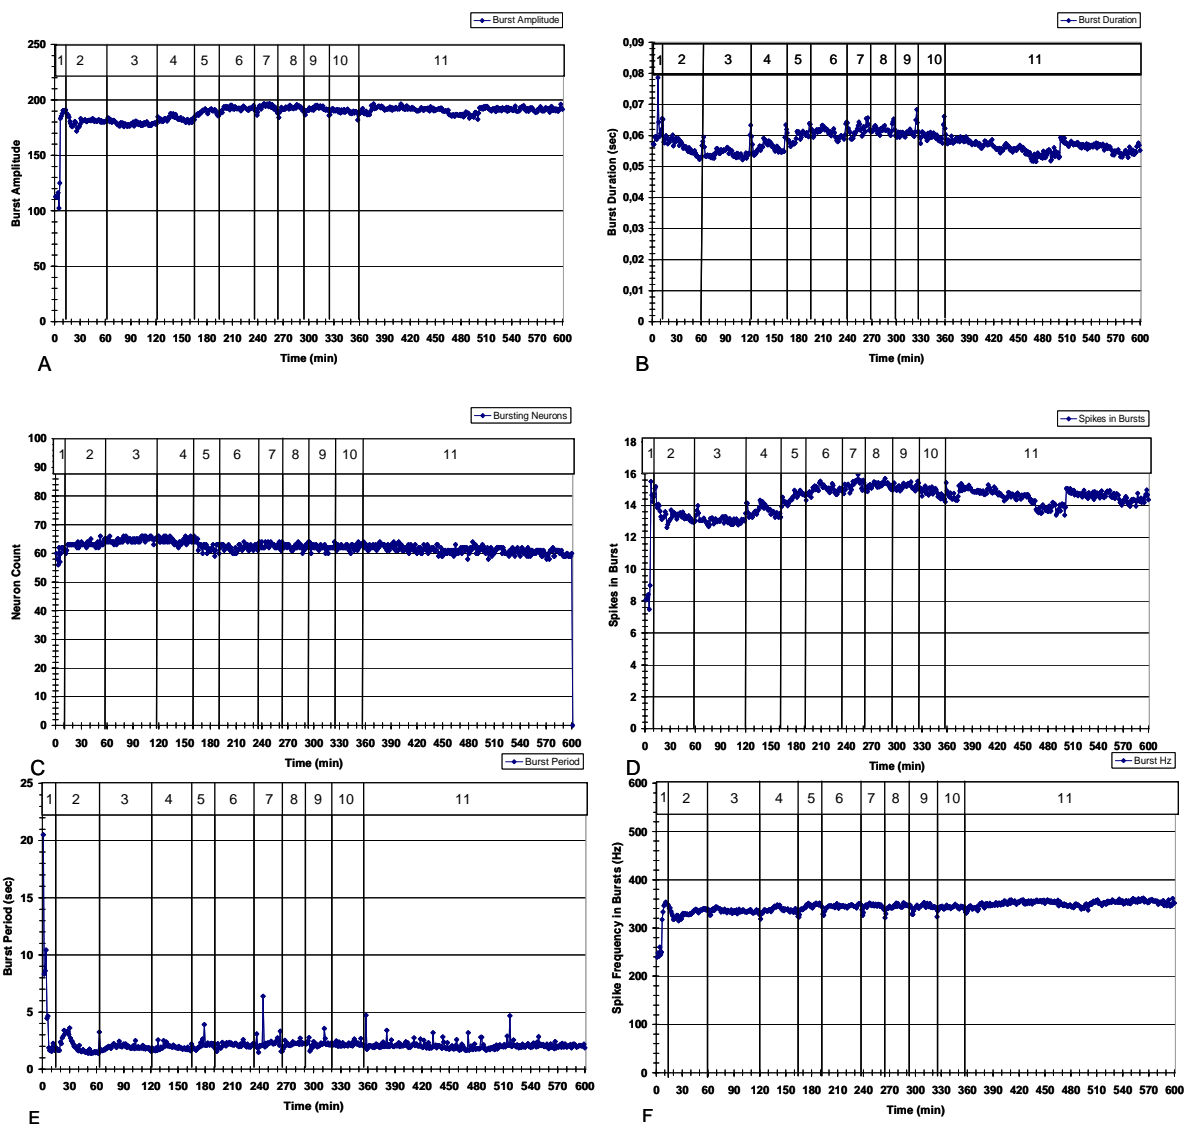 Burst Amplitude
250
200
150
100
50
0
Burst Amplitude
1 2 3 4 5 6 7 8 9 10 11
0 30 60 90 120 150 180 210 240 270 300 330 360 390 420 450 480 510 540 570 600
Time (min)
A
Burst Duration
0,09
0,08
0,07
0,06
0,05
0,04
0,03
0,02
0,01
0
Burst Duration (sec)
1 2 3 4 5 6 7 8 9 10 11
0 30 60 90 120 150 180 210 240 270 300 330 360 390 420 450 480 510 540 570 600
Time (min)
B
Bursting Neurons
100
90
80
70
60
50
40
30
20
10
0
Neuron Count
1 2 3 4 5 6 7 8 9 10 11
0 30 60 90 120 150 180 210 240 270 300 330 360 390 420 450 480 510 540 570 600
Time (min)
C
Spikes in Bursts
18
16
14
12
10
8
6
4
2
0
Spikes in Burst
1 2 3 4 5 6 7 8 9 10 11
0 30 60 90 120 150 180 210 240 270 300 330 360 390 420 450 480 510 540 570 600
Time (min)
D
Burst Period
25
20
15
10
5
0
Burst Period (sec)
1 2 3 4 5 6 7 8 9 10 11
0 30 60 90 120 150 180 210 240 270 300 330 360 390 420 450 480 510 540 570 600
Time (min)
E
Burst Hz
600
500
400
300
200
100
0
Spike Frequency in Bursts (Hz)
1 2 3 4 5 6 7 8 9 10 11
0 30 60 90 120 150 180 210 240 270 300 330 360 390 420 450 480 510 540 570 600
Time (min)
F